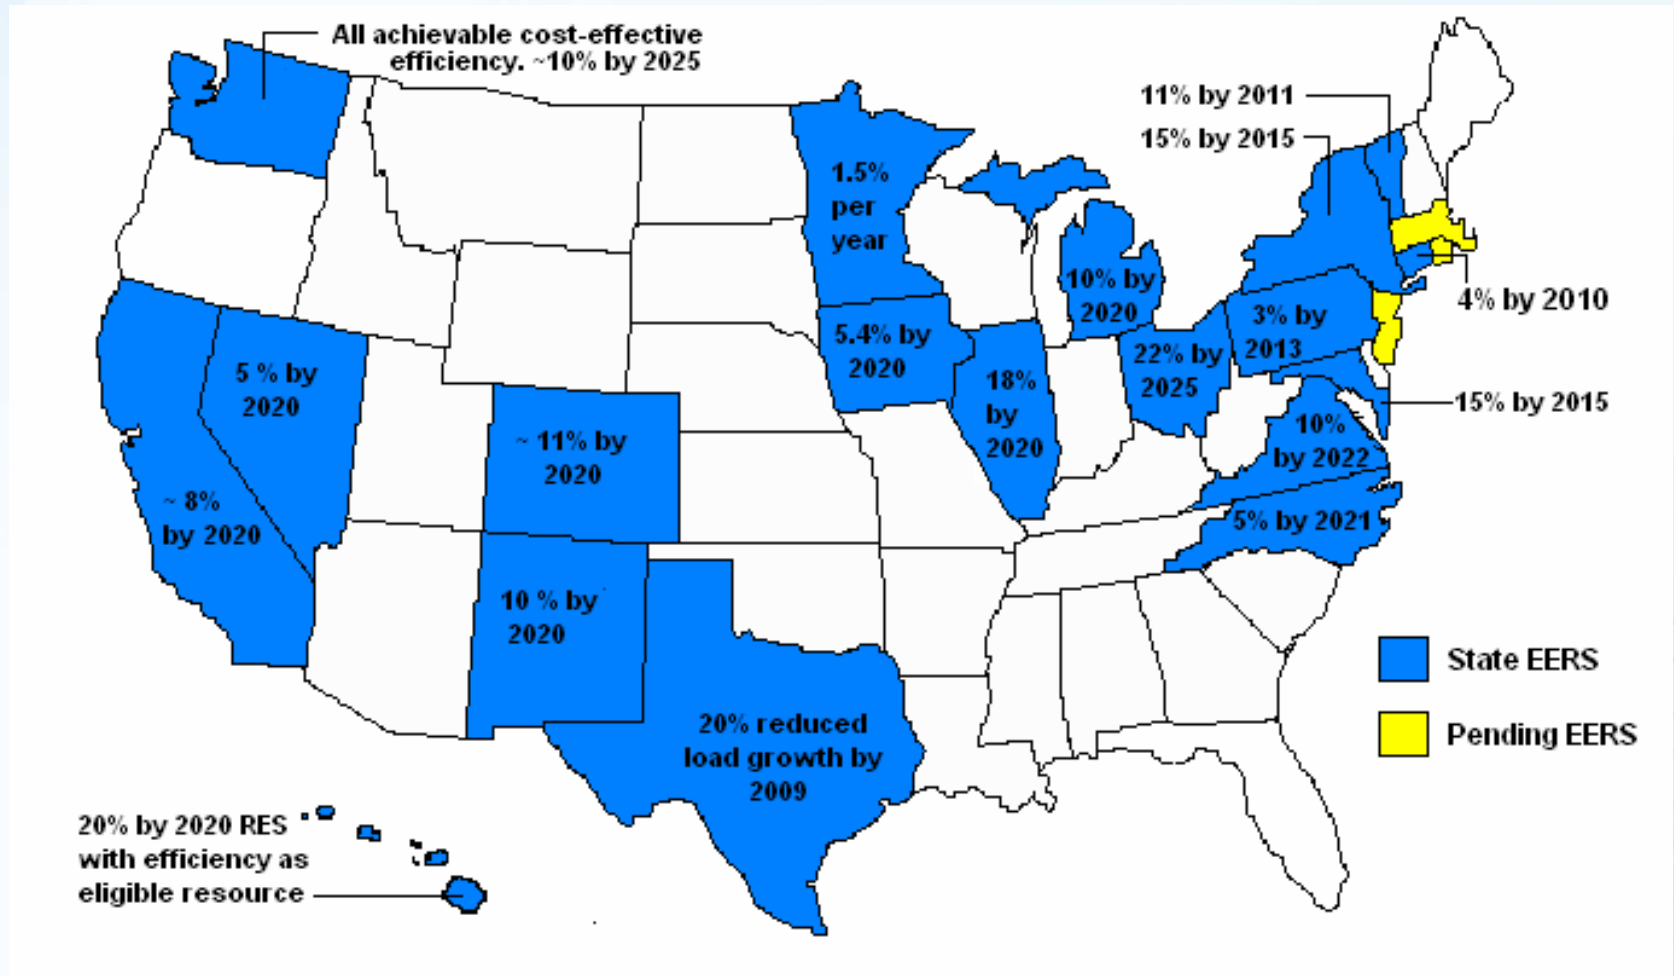 All achievable cost-effective
efficiency. ~10% by 2025
11% by 2011
15% by 2015
1.5%
per
year
10% by
2020
4% by 2010
3% by
2013
5.4% by
2020
22% by
2025
5 % by
2020
18%
by
2020
15% by 2015
~ 11% by
2020
10%
by 2022
~ 8%
by 2020
5% by 2021
10 % by
2020
State EERS
20% reduced
load growth by
2009
Pending EERS
20% by 2020 RES
with efficiency as
eligible resource